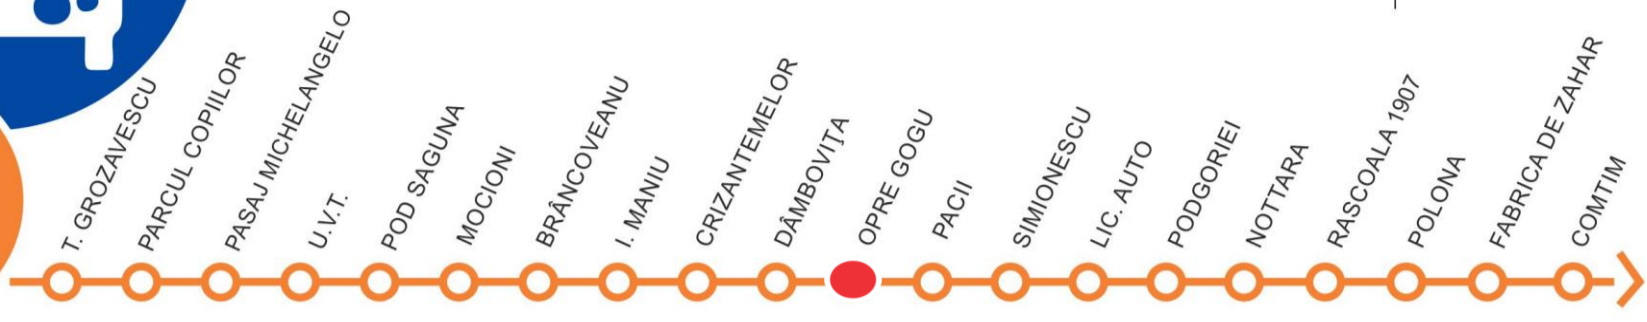 T. GROZAVESCU
PARCUL COPIILOR
PASAJ MICHELANGELO
U.V.T.
POD SAGUNA
MOCIONI
BRÂNCOVEANU
I. MANIU
CRIZANTEMELOR
DÂMBOVIŢA
OPRE GOGU
PACII
SIMIONESCU
LIC. AUTO
PODGORIEI
NOTTARA
RASCOALA 1907
POLONA
FABRICA DE ZAHAR
COMTIM